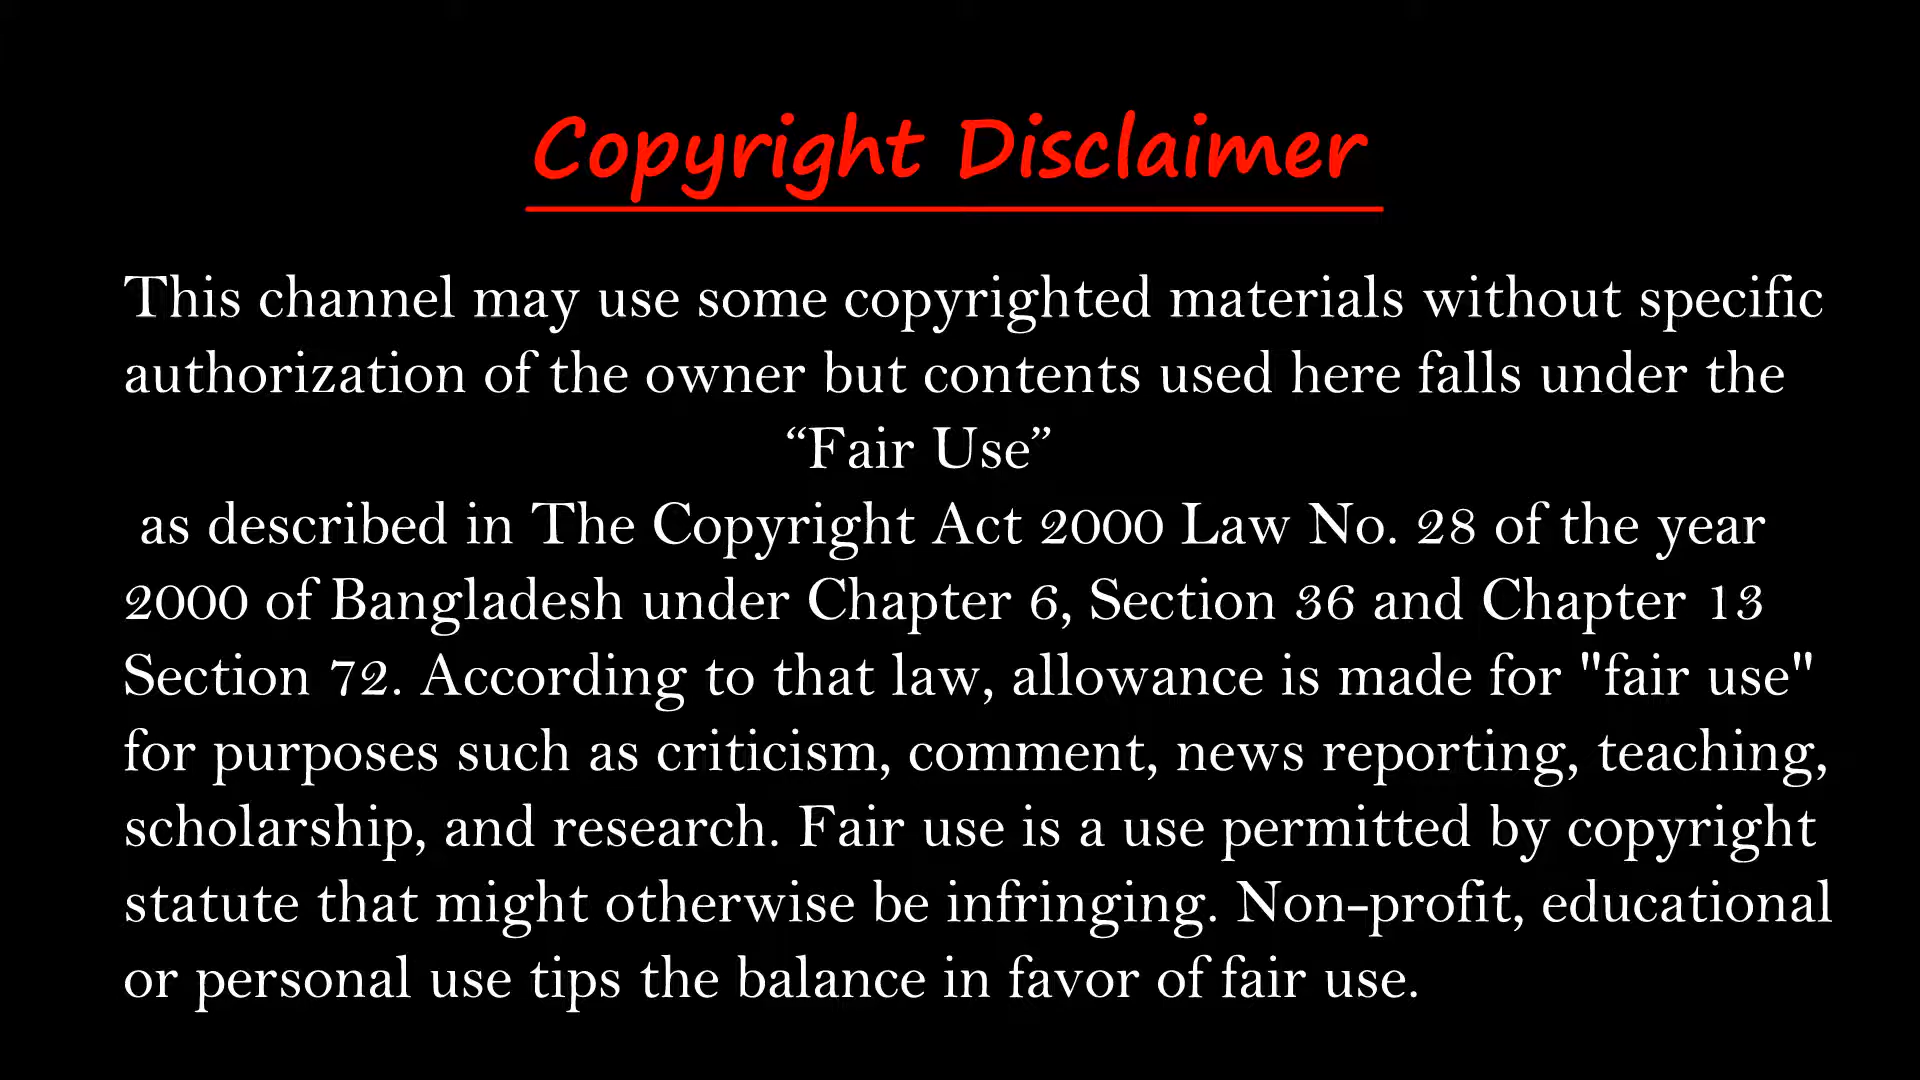 Copyright Disclaimer
This channel may use some copyrighted materials without specific
authorization of the owner but contents used here falls under the
“Fair Use”
as described in The Copyright Act 2000 Law No. 28 of the year
2000 of Bangladesh under Chapter 6, Section 36 and Chapter 13
Section 72. According to that law, allowance is made for "fair use"
for purposes such as criticism, comment, news reporting, teaching,
scholarship, and research. Fair use is a use permitted by copyright
statute that might otherwise be infringing. Non-profit, educational
or personal use tips the balance in favor of fair use.